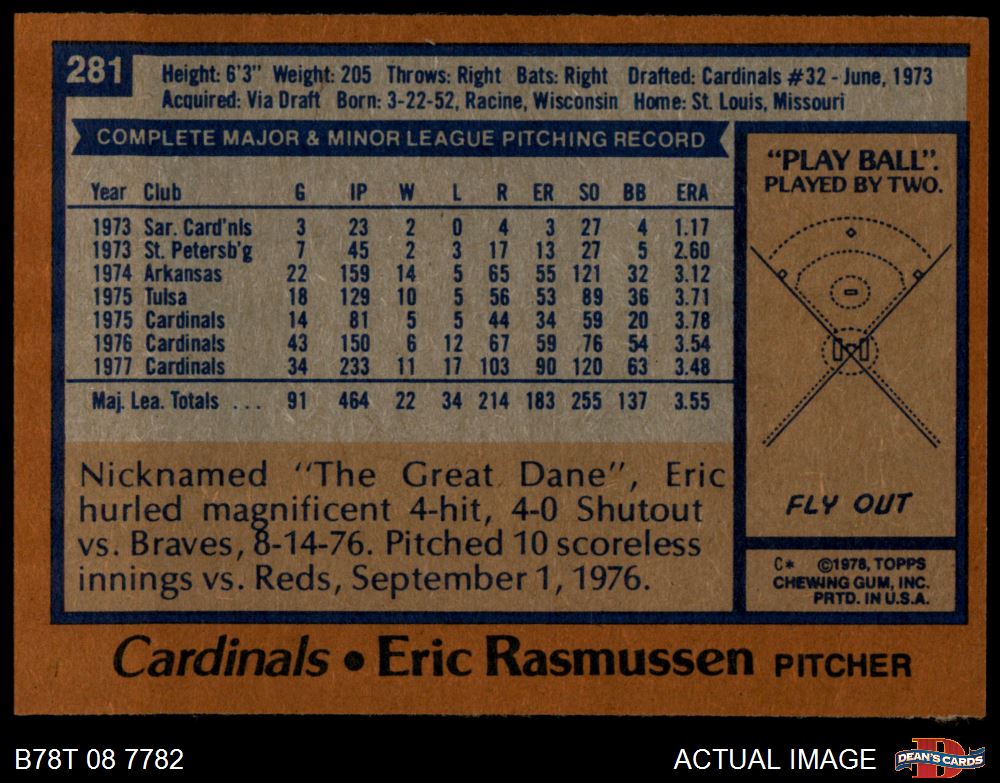 281
Height: 6'3" Weight: 205 Throws: Right Bats: Right Drafted: Cardinals #32 - June, 1973
Acquired: Via Draft Born: 3-22-52, Racine, Wisconsin Home: St. Louis, Missouri
COMPLETE MAJOR & MINOR LEAGUE PITCHING RECORD
Year Club G IP W L R ER SO BB ERA
1973 Sar. Card'nls 3 23 2 0 4 3 27 4 1.17
1973 St. Petersb'g 7 45 2 3 17 13 27 5 2.60
1974 Arkansas 22 159 14 5 65 55 121 32 3.12
1975 Tulsa 18 129 10 5 56 53 89 36 3.71
1975 Cardinals 14 81 5 5 44 34 59 20 3.78
1976 Cardinals 43 150 6 12 67 59 76 54 3.54
1977 Cardinals 34 233 11 17 103 90 120 63 3.48
Maj. Lea. Totals ... 91 464 22 34 214 183 255 137 3.55
Nicknamed "The Great Dane", Eric
hurled magnificent 4-hit, 4-0 Shutout
vs. Braves, 8-14-76. Pitched 10 scoreless
innings vs. Reds, September 1, 1976.
"PLAY BALL".
PLAYED BY TWO.
FLY OUT
C* ©1978, TOPPS
CHEWING GUM, INC.
PRTD. IN U.S.A.
Cardinals • Eric Rasmussen PITCHER
B78T 08 7782
ACTUAL IMAGE
D
DEAN'S CARDS